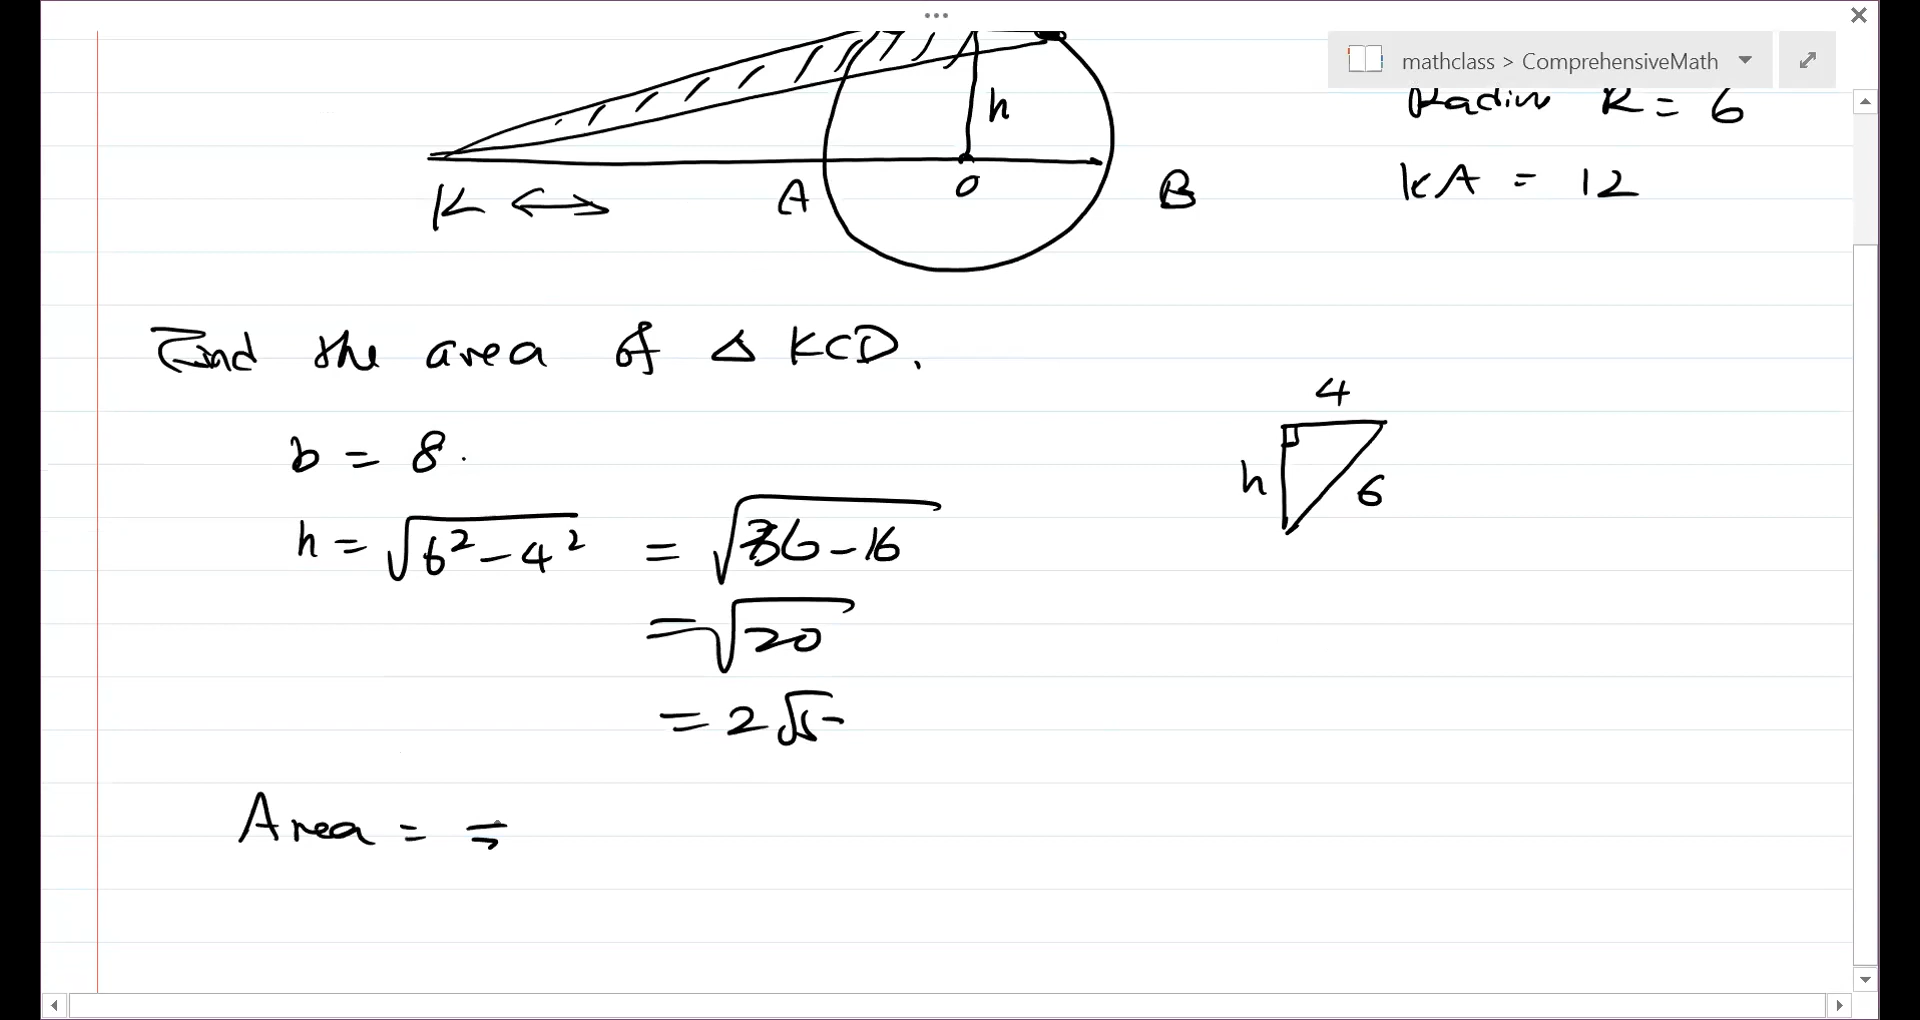 mathclass > ComprehensiveMath
h
Radius R = 6
K A O B
KA = 12
Find the area of △ KCD.
4
b = 8.
h 6
h = √6² - 4² = √36 - 16
= √20
= 2√5
Area = =